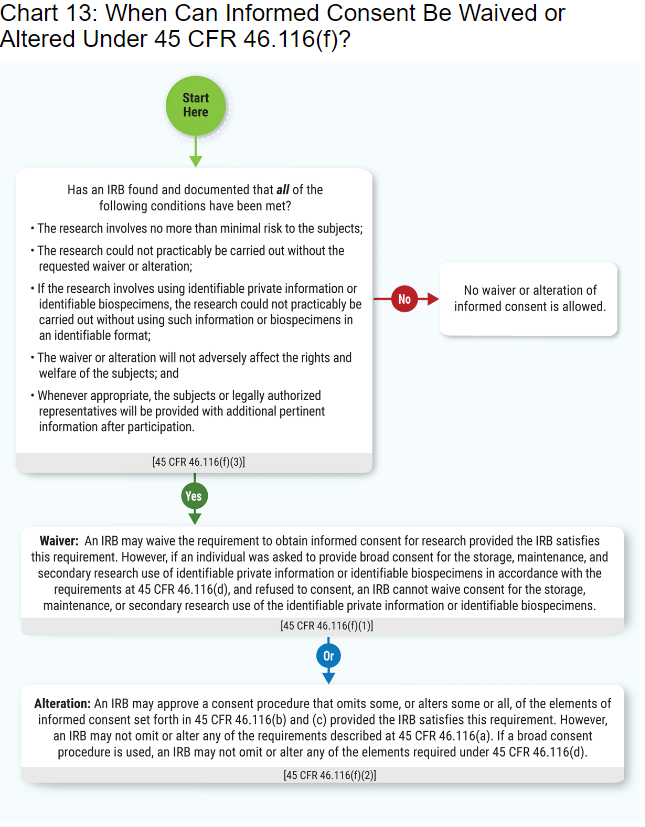 Chart 13: When Can Informed Consent Be Waived or
Altered Under 45 CFR 46.116(f)?
Start
Here
Has an IRB found and documented that all of the
following conditions have been met?
• The research involves no more than minimal risk to the subjects;
• The research could not practicably be carried out without the
requested waiver or alteration;
• If the research involves using identifiable private information or
identifiable biospecimens, the research could not practicably be
carried out without using such information or biospecimens in
an identifiable format;
• The waiver or alteration will not adversely affect the rights and
welfare of the subjects; and
• Whenever appropriate, the subjects or legally authorized
representatives will be provided with additional pertinent
information after participation.
[45 CFR 46.116(f)(3)]
No
No waiver or alteration of
informed consent is allowed.
Yes
Waiver: An IRB may waive the requirement to obtain informed consent for research provided the IRB satisfies
this requirement. However, if an individual was asked to provide broad consent for the storage, maintenance, and
secondary research use of identifiable private information or identifiable biospecimens in accordance with the
requirements at 45 CFR 46.116(d), and refused to consent, an IRB cannot waive consent for the storage,
maintenance, or secondary research use of the identifiable private information or identifiable biospecimens.
[45 CFR 46.116(f)(1)]
Or
Alteration: An IRB may approve a consent procedure that omits some, or alters some or all, of the elements of
informed consent set forth in 45 CFR 46.116(b) and (c) provided the IRB satisfies this requirement. However,
an IRB may not omit or alter any of the requirements described at 45 CFR 46.116(a). If a broad consent
procedure is used, an IRB may not omit or alter any of the elements required under 45 CFR 46.116(d).
[45 CFR 46.116(f)(2)]